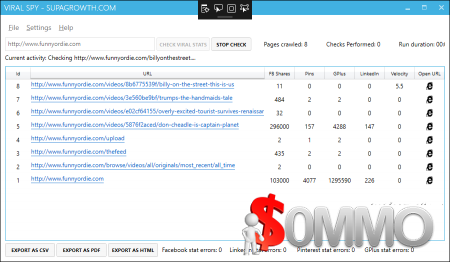 VIRAL SPY - SUPAGROWTH.COM
File Settings Help
http://www.funnyordie.com CHECK VIRAL STATS STOP CHECK Pages crawled: 8 Checks Performed: 0 Run duration: 00:
Current activity: Checking http://www.funnyordie.com/billyonthestreet...
Id URL FB Shares Pins GPlus LinkedIn Velocity Open URL
8 http://www.funnyordie.com/videos/8b6775539f/billy-on-the-street-this-is-us 11 0 0 0 5.5
7 http://www.funnyordie.com/videos/3e560be9bf/trumps-the-handmaids-tale 484 2 2 0 0
6 http://www.funnyordie.com/videos/e02cf64155/overly-excited-tourist-survives-renaissan 32 0 0 0 0
5 http://www.funnyordie.com/videos/5876f2aced/don-cheadle-is-captain-planet 296000 157 4288 147 0
4 http://www.funnyordie.com/upload 2 1 2 0 0
3 http://www.funnyordie.com/thefeed 435 2 2 0 0
2 http://www.funnyordie.com/browse/videos/all/originals/most_recent/all_time 2 0 0 0 0
1 http://www.funnyordie.com 103000 4077 1295590 226 0
$OMMO
EXPORT AS CSV EXPORT AS PDF EXPORT AS HTML Facebook stat errors: 0 LinkedIn stat errors: 0 Pinterest stat errors: 0 GPlus stat errors: 0